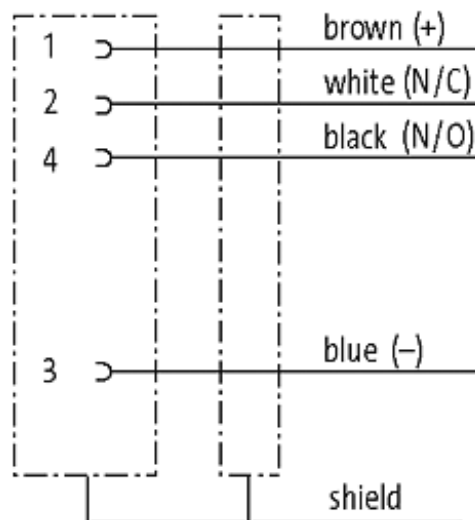 1 brown (+)
2 white (N/C)
4 black (N/O)
3 blue (–)
shield